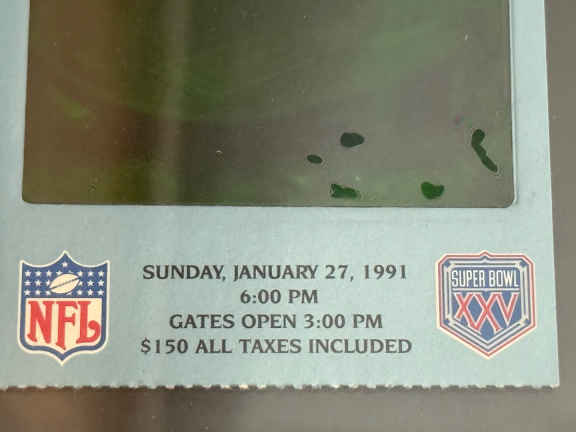 SUNDAY, JANUARY 27, 1991
6:00 PM
GATES OPEN 3:00 PM
$150 ALL TAXES INCLUDED
NFL
SUPER BOWL
XXV